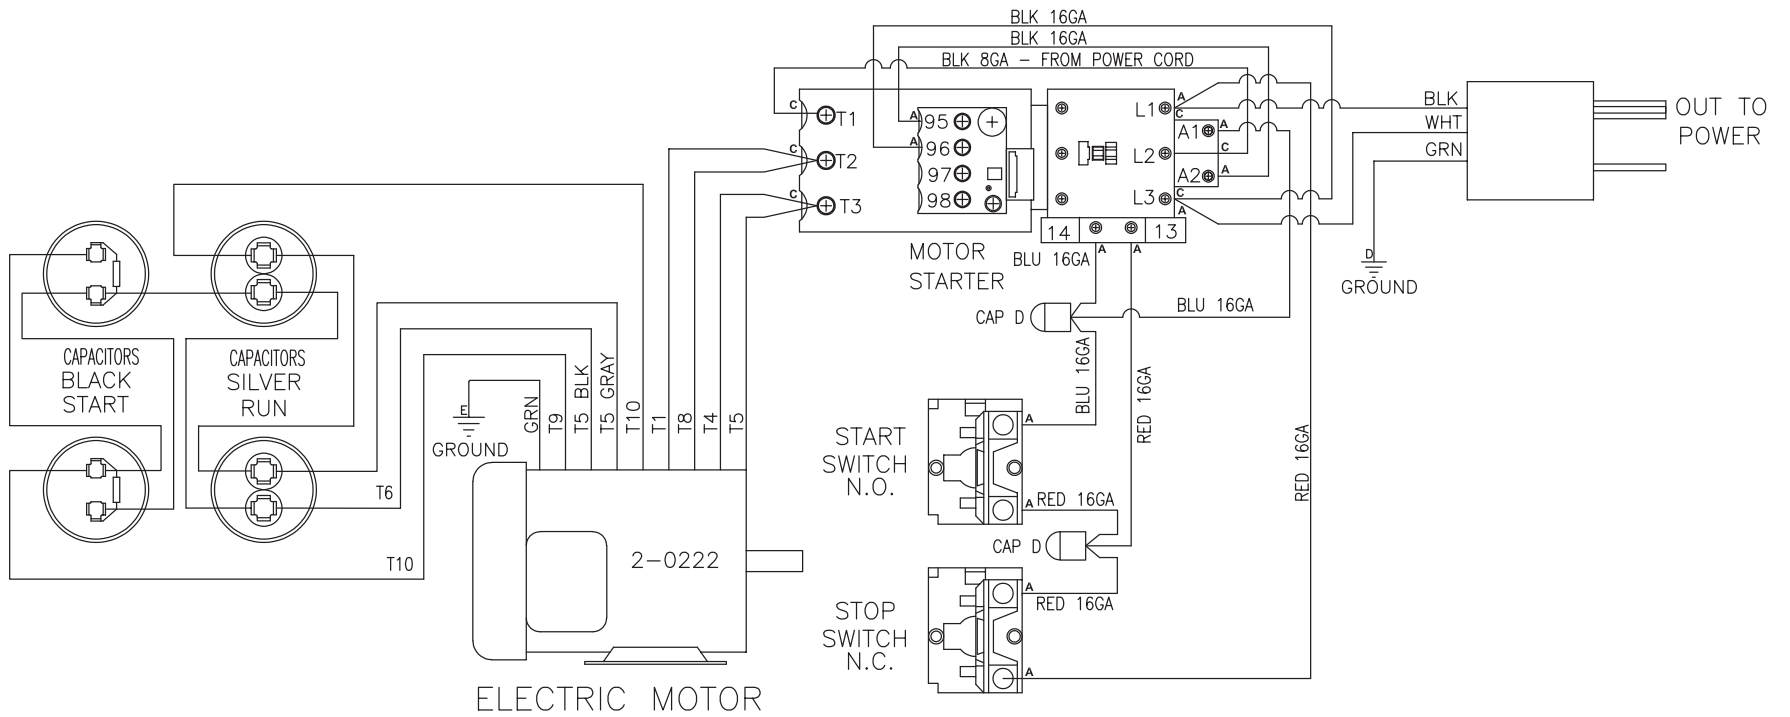 BLK 16GA
BLK 16GA
BLK 8GA - FROM POWER CORD
C
T1
A
95
A
96
97
98
C
T2
C
T3
L1
A
C
A1
A
L2
C
A2
A
L3
C
A
14
13
MOTOR
STARTER
BLK
WHT
GRN
OUT TO
POWER
D
GROUND
BLU 16GA
A
A
CAP D
BLU 16GA
BLU 16GA
RED 16GA
RED 16GA
CAPACITORS
BLACK
START
CAPACITORS
SILVER
RUN
T6
T10
E
GROUND
GRN
T9
T5 BLK
T5 GRAY
T10
T1
T8
T4
T5
2-0222
ELECTRIC MOTOR
START
SWITCH
N.O.
A
A
RED 16GA
CAP D
STOP
SWITCH
N.C.
A
RED 16GA
A